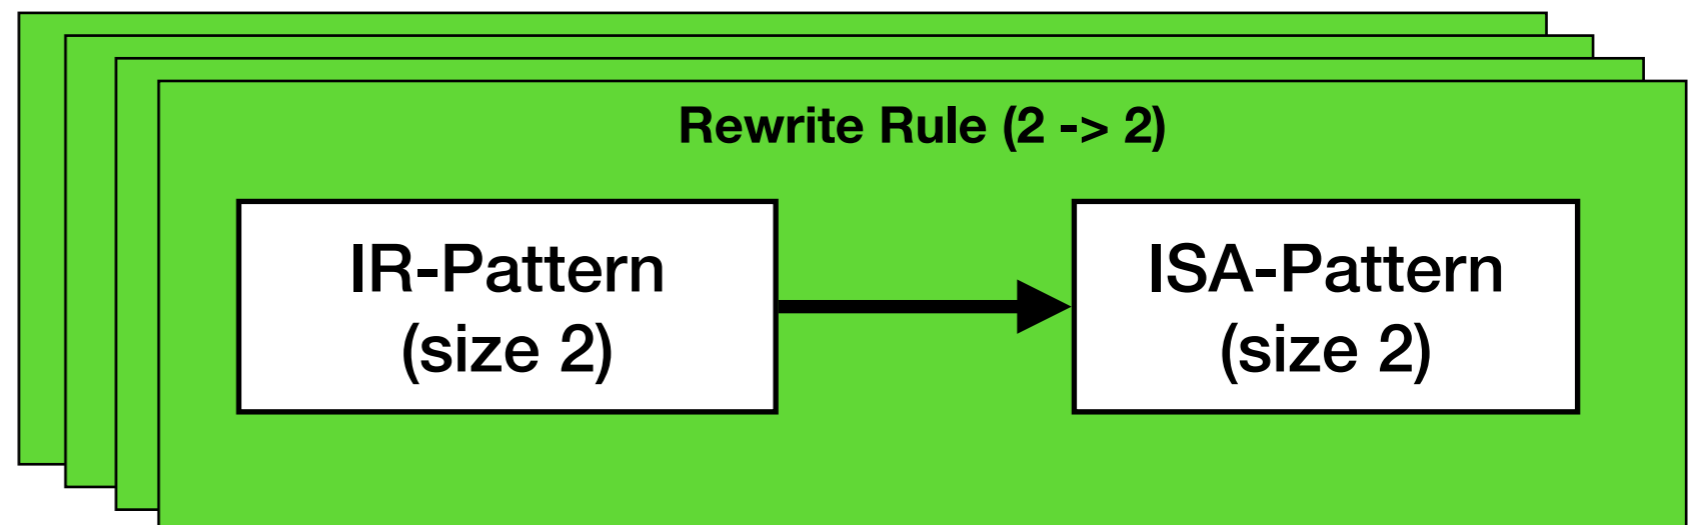 Rewrite Rule (2 -> 2)
IR-Pattern
(size 2)
ISA-Pattern
(size 2)